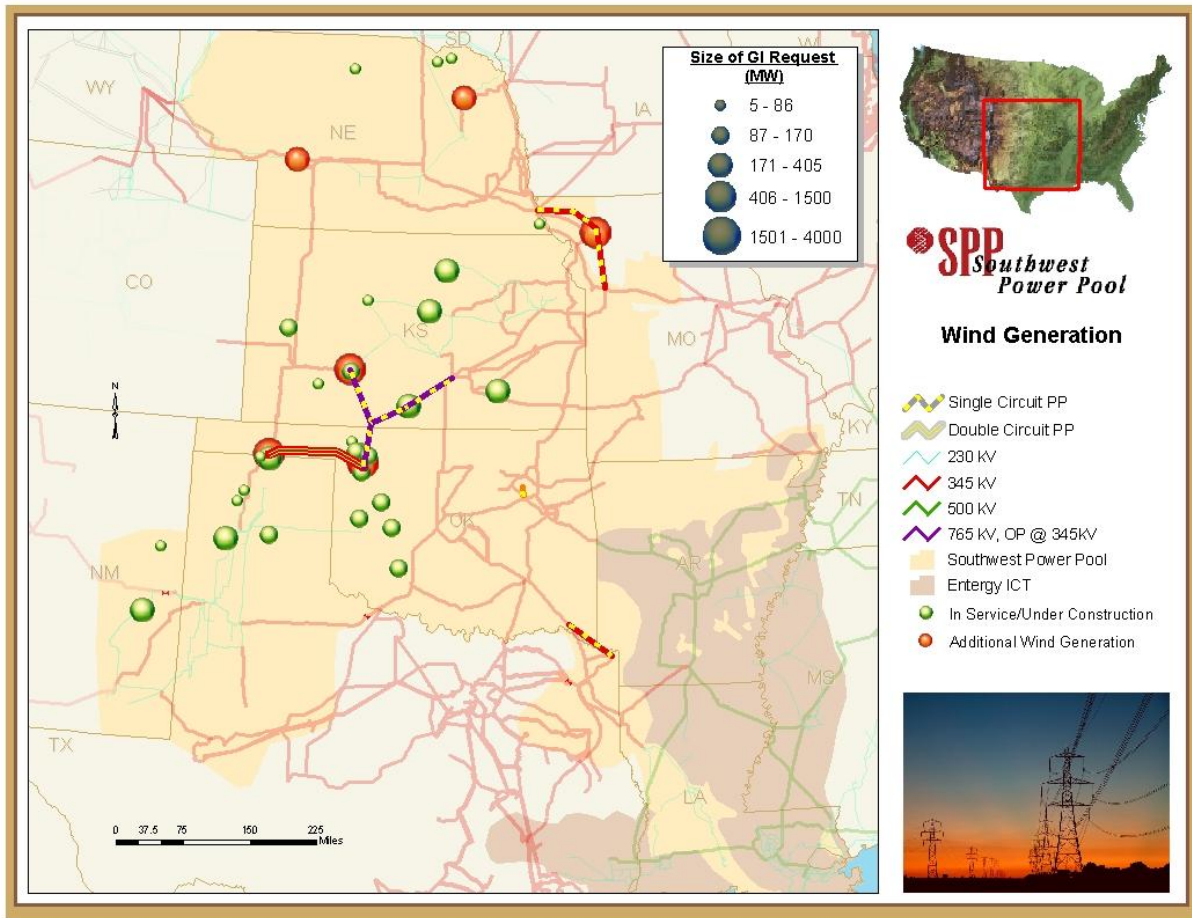 SD
WI
WY
IA
NE
CO
KS
MO
KY
TN
OK
AR
NM
MS
TX
LA
N
Size of GI Request
(MW)
5 - 86
87 - 170
171 - 405
406 - 1500
1501 - 4000
0 37.5 75 150 225
Miles
SPP
Southwest
Power Pool
Wind Generation
Single Circuit PP
Double Circuit PP
230 kV
345 kV
500 kV
765 kV, OP @ 345kV
Southwest Power Pool
Entergy ICT
In Service/Under Construction
Additional Wind Generation